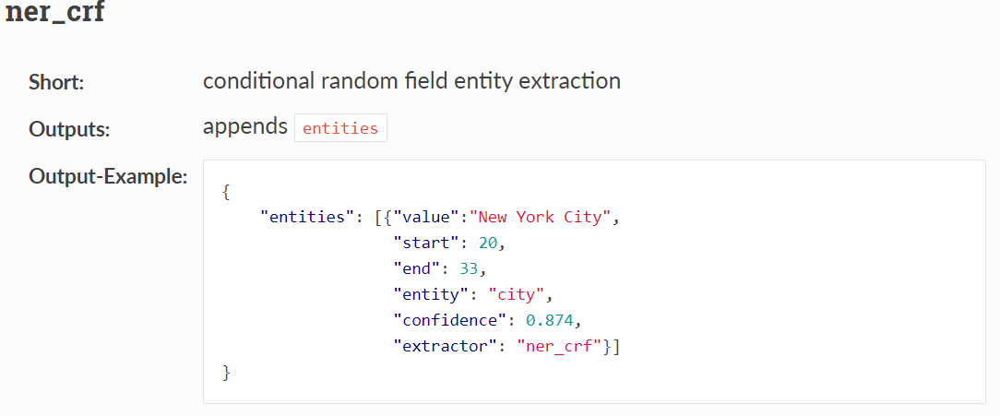 ner_crf
Short: conditional random field entity extraction
Outputs: appends entities
Output-Example:
{
    "entities": [{"value":"New York City",
                  "start": 20,
                  "end": 33,
                  "entity": "city",
                  "confidence": 0.874,
                  "extractor": "ner_crf"}]
}